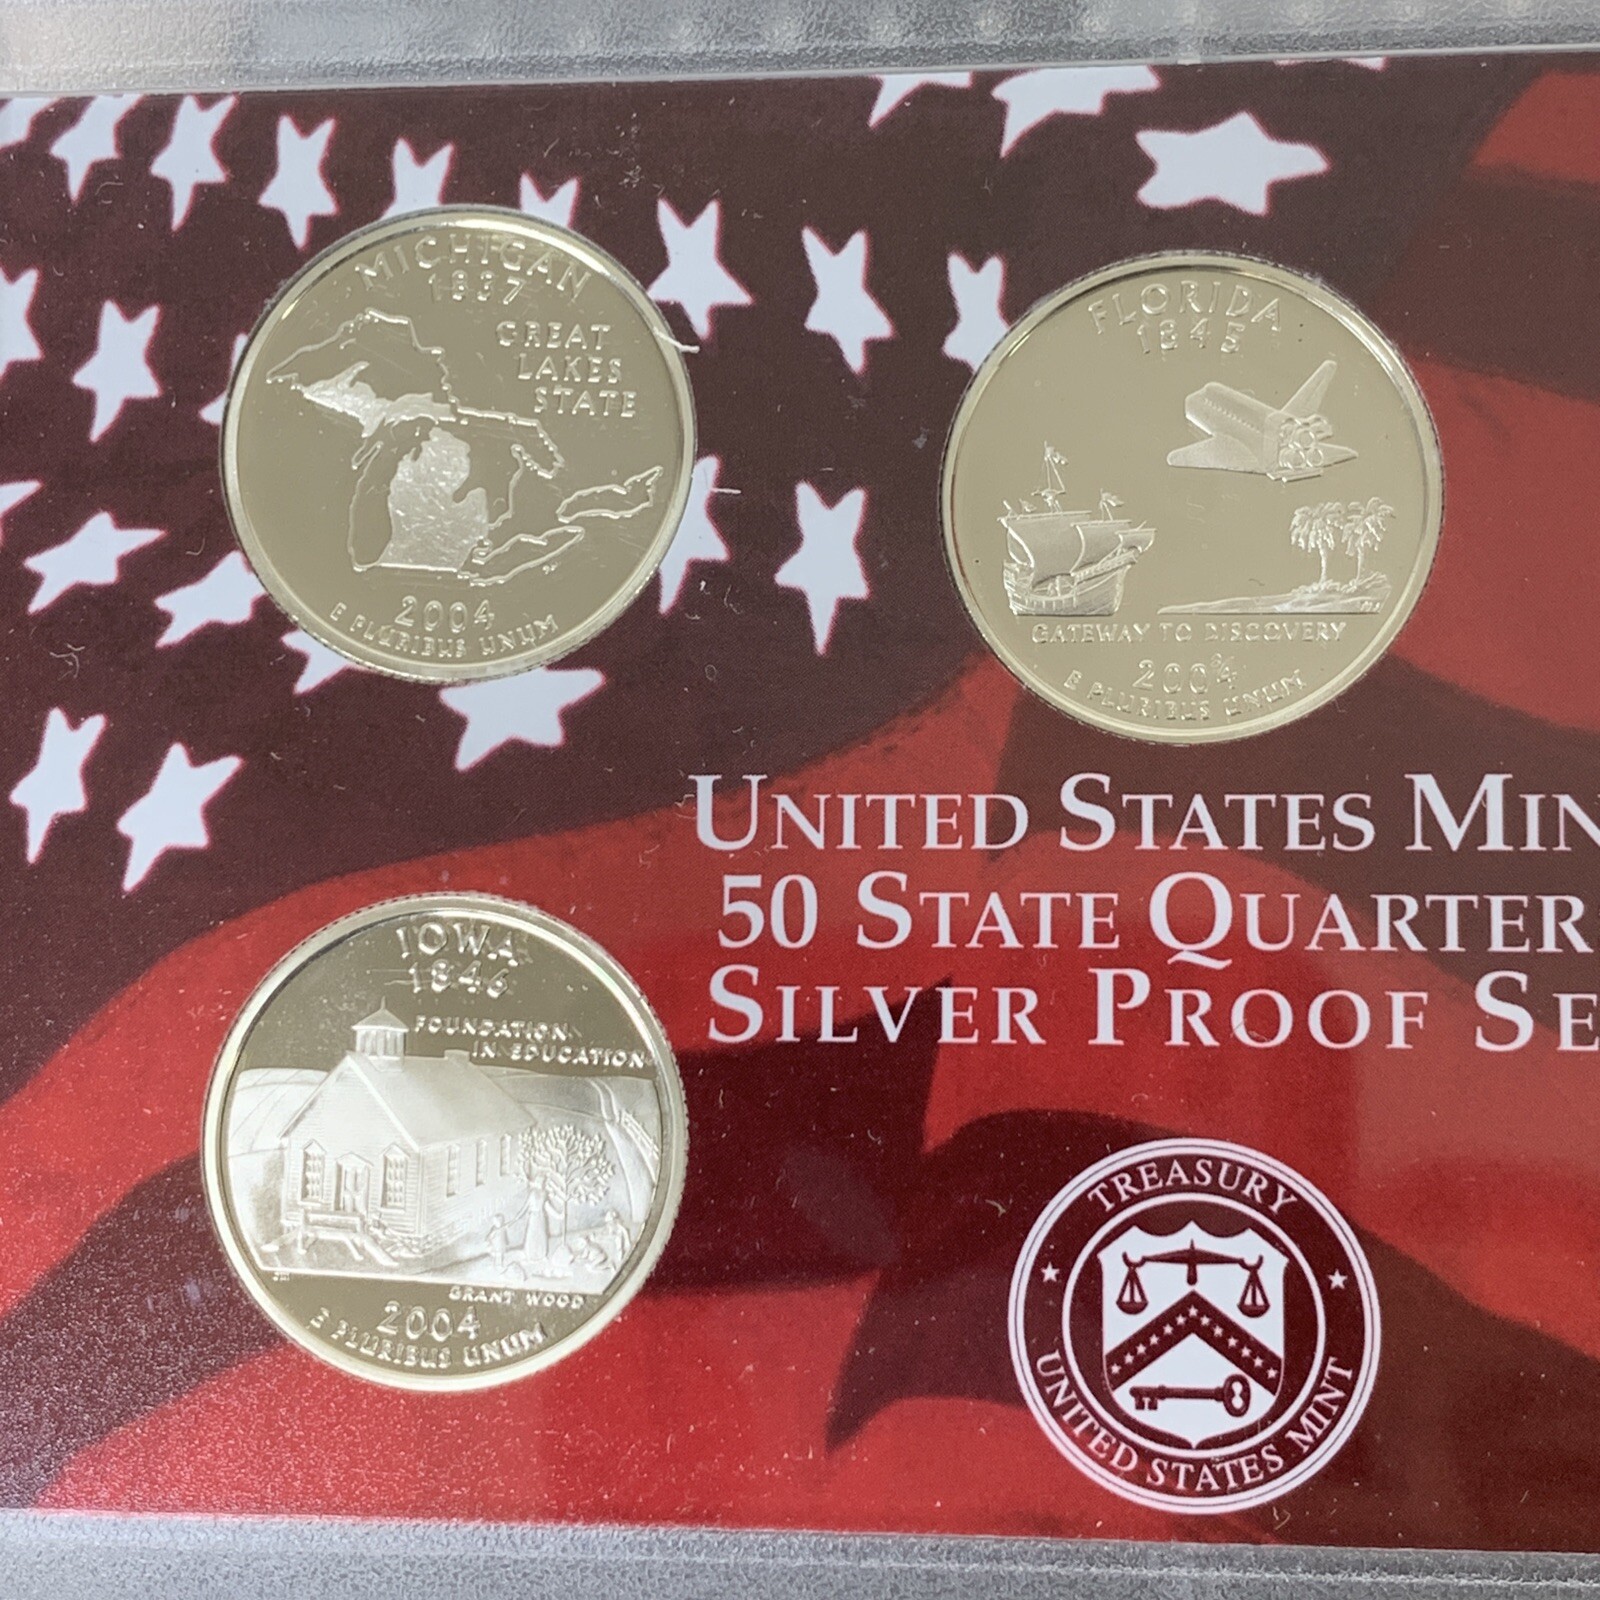 MICHIGAN
1837
GREAT
LAKES
STATE
2004
E PLURIBUS UNUM
FLORIDA
1845
GATEWAY TO DISCOVERY
2004
E PLURIBUS UNUM
UNITED STATES MIN
50 STATE QUARTER
SILVER PROOF SE
IOWA
1846
FOUNDATION
IN EDUCATION
GRANT WOOD
2004
E PLURIBUS UNUM
TREASURY
UNITED STATES MINT